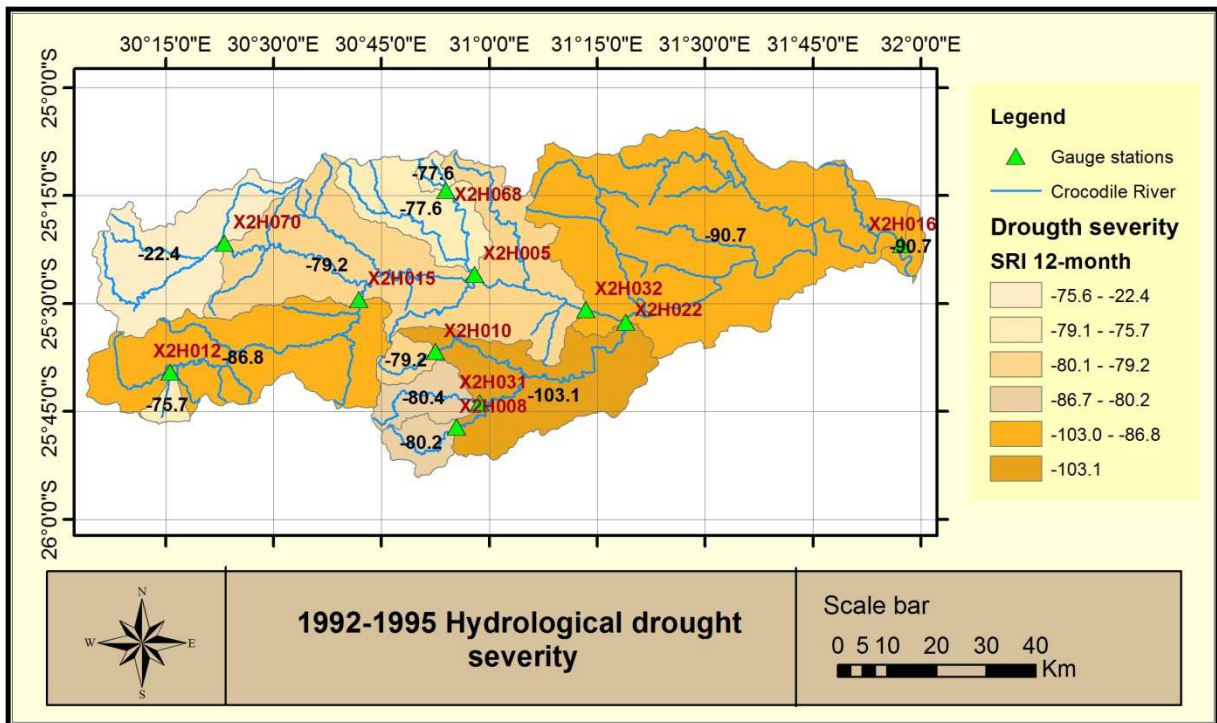 30°15'0"E 30°30'0"E 30°45'0"E 31°0'0"E 31°15'0"E 31°30'0"E 31°45'0"E 32°0'0"E
25°0'0"S
25°15'0"S
25°30'0"S
25°45'0"S
26°0'0"S
-77.6
X2H068
-77.6
X2H070
X2H016
-22.4
X2H005
-90.7
-90.7
-79.2
X2H015
X2H032
X2H022
X2H010
X2H012
-86.8
-79.2
X2H031
-75.7
-80.4
-103.1
X2H008
-80.2
Legend
Gauge stations
Crocodile River
Drougth severity
SRI 12-month
-75.6 - -22.4
-79.1 - -75.7
-80.1 - -79.2
-86.7 - -80.2
-103.0 - -86.8
-103.1
N
W E
S
1992-1995 Hydrological drought
severity
Scale bar
0 5 10 20 30 40
Km